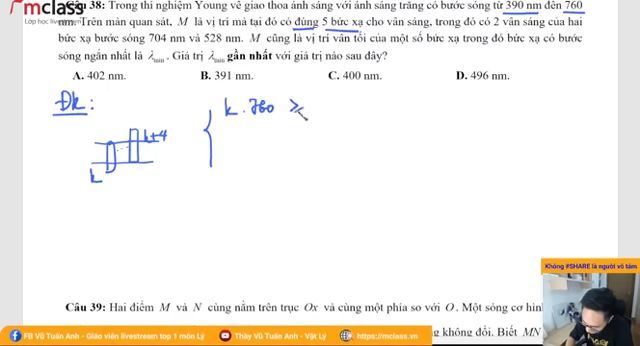 mclass
Lớp học live
Câu 38: Trong thí nghiệm Young về giao thoa ánh sáng với ánh sáng trắng có bước sóng từ 390 nm đến 760
nm. Trên màn quan sát, M là vị trí mà tại đó có đúng 5 bức xạ cho vân sáng, trong đó có 2 vân sáng của hai
bức xạ bước sóng 704 nm và 528 nm. M cũng là vị trí vân tối của một số bức xạ trong đó bức xạ có bước
sóng ngắn nhất là λmin. Giá trị λmin gần nhất với giá trị nào sau đây?
A. 402 nm. B. 391 nm. C. 400 nm. D. 496 nm.
Đk:
k . 760 ≥
k+4
k
Không #SHARE là người vô tâm
Câu 39: Hai điểm M và N cùng nằm trên trục Ox và cùng một phía so với O. Một sóng cơ hìn
g không đổi. Biết MN
FB Vũ Tuấn Anh - Giáo viên livestream top 1 môn Lý Thầy Vũ Tuấn Anh - Vật Lý https://mclass.vn